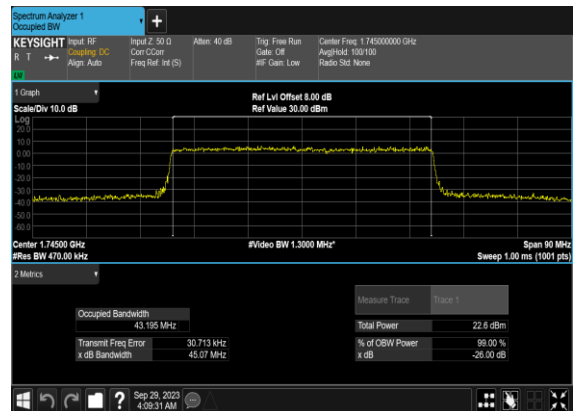 Spectrum Analyzer 1
Occupied BW
KEYSIGHT Input: RF Input Z: 50 Ω Atten: 40 dB Trig: Free Run Center Freq: 1.745000000 GHz
R T Coupling: DC Corr CCorr Gate: Off Avg|Hold: 100/100
Align: Auto Freq Ref: Int (S) #IF Gain: Low Radio Std: None
LW
1 Graph
Ref Lvl Offset 8.00 dB
Scale/Div 10.0 dB Ref Value 30.00 dBm
Log
20.0
10.0
0.00
-10.0
-20.0
-30.0
-40.0
-50.0
-60.0
Center 1.74500 GHz #Video BW 1.3000 MHz* Span 90 MHz
#Res BW 470.00 kHz Sweep 1.00 ms (1001 pts)
2 Metrics
Measure Trace Trace 1
Occupied Bandwidth
43.195 MHz Total Power 22.6 dBm
Transmit Freq Error 30.713 kHz % of OBW Power 99.00 %
x dB Bandwidth 45.07 MHz x dB -26.00 dB
? Sep 29, 2023
4:09:31 AM